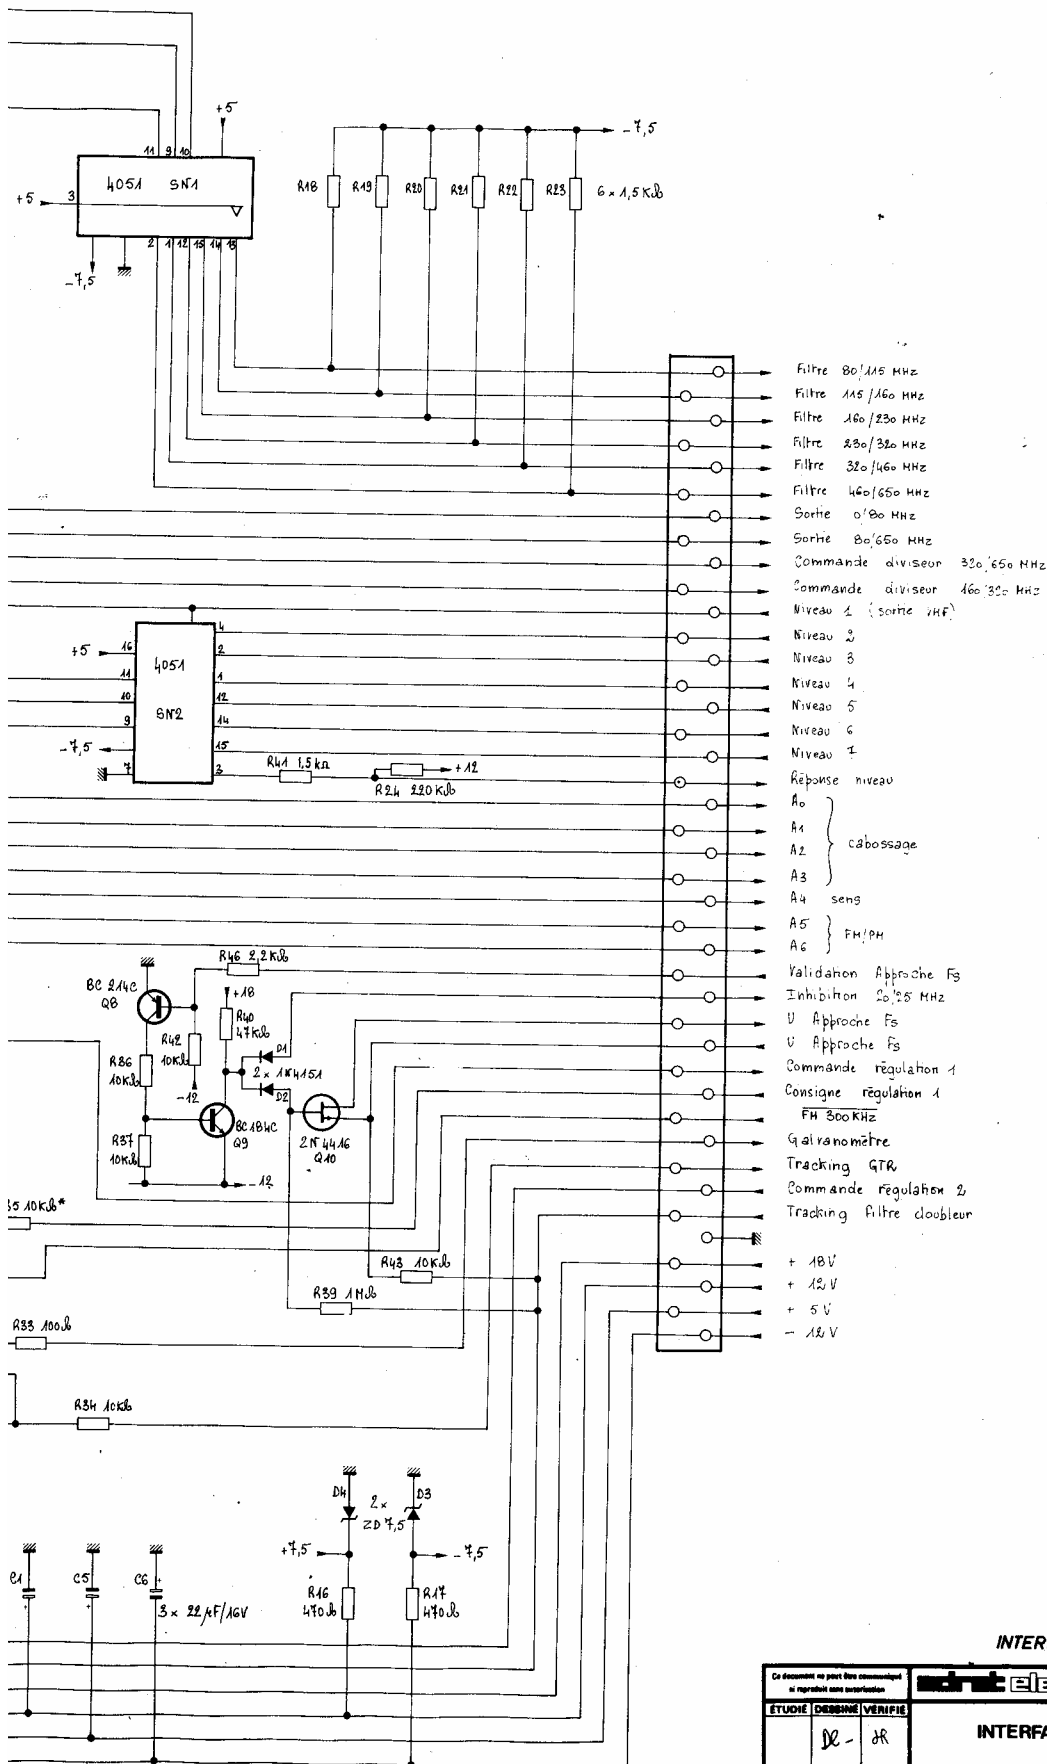 +5
-7,5
11 9 10
4051 SN1
3
+5
2 1 12 15 14 13
-7,5
R18 R19 R20 R21 R22 R23 6 x 1,5 KΩ
Filtre 80/115 MHz
Filtre 115/160 MHz
Filtre 160/230 MHz
Filtre 230/320 MHz
Filtre 320/460 MHz
Filtre 460/650 MHz
Sortie 0/80 MHz
Sortie 80/650 MHz
Commande diviseur 320/650 MHz
Commande diviseur 160/320 MHz
Niveau 1 (sortie VHF)
Niveau 2
Niveau 3
Niveau 4
Niveau 5
Niveau 6
Niveau 7
Réponse niveau
+5
16
11
10
9
-7,5
7
4051
SN2
4
2
1
12
14
15
3
R41 1,5 kΩ
+12
R24 220 KΩ
A0
A1
A2
A3
cabossage
A4 sens
A5
A6
FM/PM
Validation Approche Fs
Inhibition 20/25 MHz
U Approche Fs
U Approche Fs
Commande régulation 1
Consigne régulation 1
FM 300 KHz
Galvanomètre
Tracking GTR
Commande régulation 2
Tracking filtre doubleur
+ 18 V
+ 12 V
+ 5 V
- 12 V
R46 2,2 KΩ
BC 214C
Q8
+18
R40
47 KΩ
R42
10 KΩ
-12
R36
10 KΩ
D1
2 x 1N4151
D2
BC184C
Q9
2N4416
Q10
R37
10 KΩ
-12
35 10 KΩ*
R43 10 KΩ
R39 1 MΩ
R33 100 Ω
R34 10 KΩ
D4
2 x
ZD 7,5
D3
+7,5
-7,5
R16
470 Ω
R17
470 Ω
C1
C5
C6
+
+
+
3 x 22 µF/16V
INTER
Ce document ne peut être communiqué
ni reproduit sans autorisation
adret ele
ÉTUDIÉ DESSINÉ VÉRIFIÉ
INTERFA